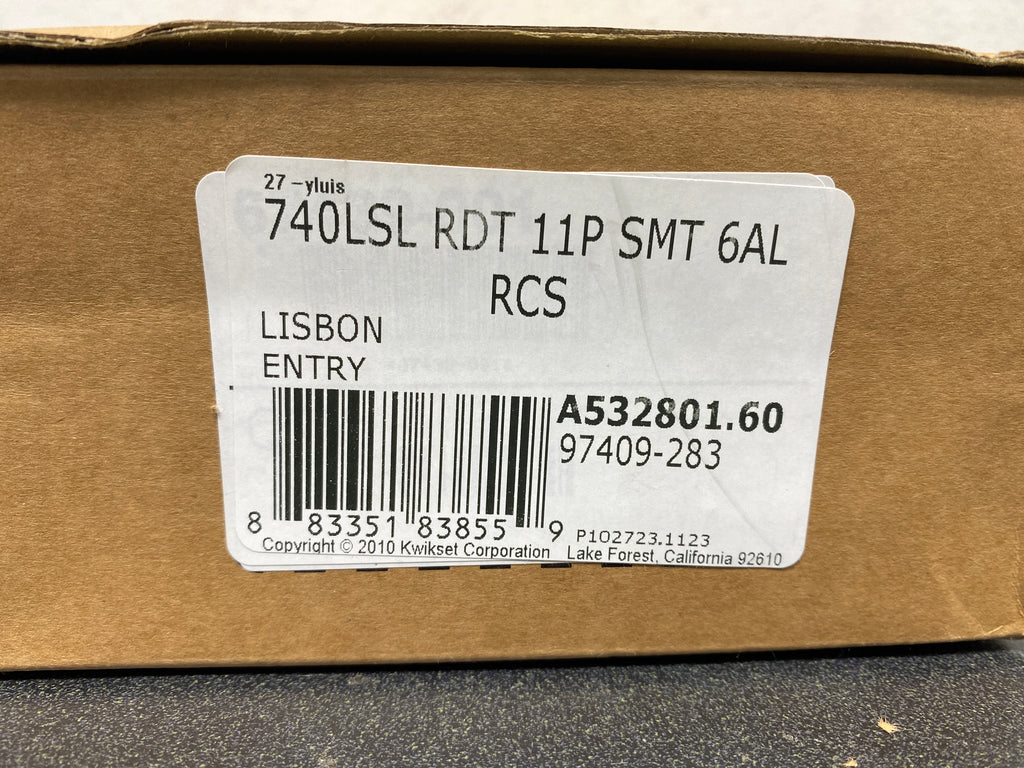 27 -yluis
740LSL RDT 11P SMT 6AL
RCS
LISBON
ENTRY
A532801.60
97409-283
8 83351 83855 9
P102723.1123
Copyright © 2010 Kwikset Corporation Lake Forest, California 92610